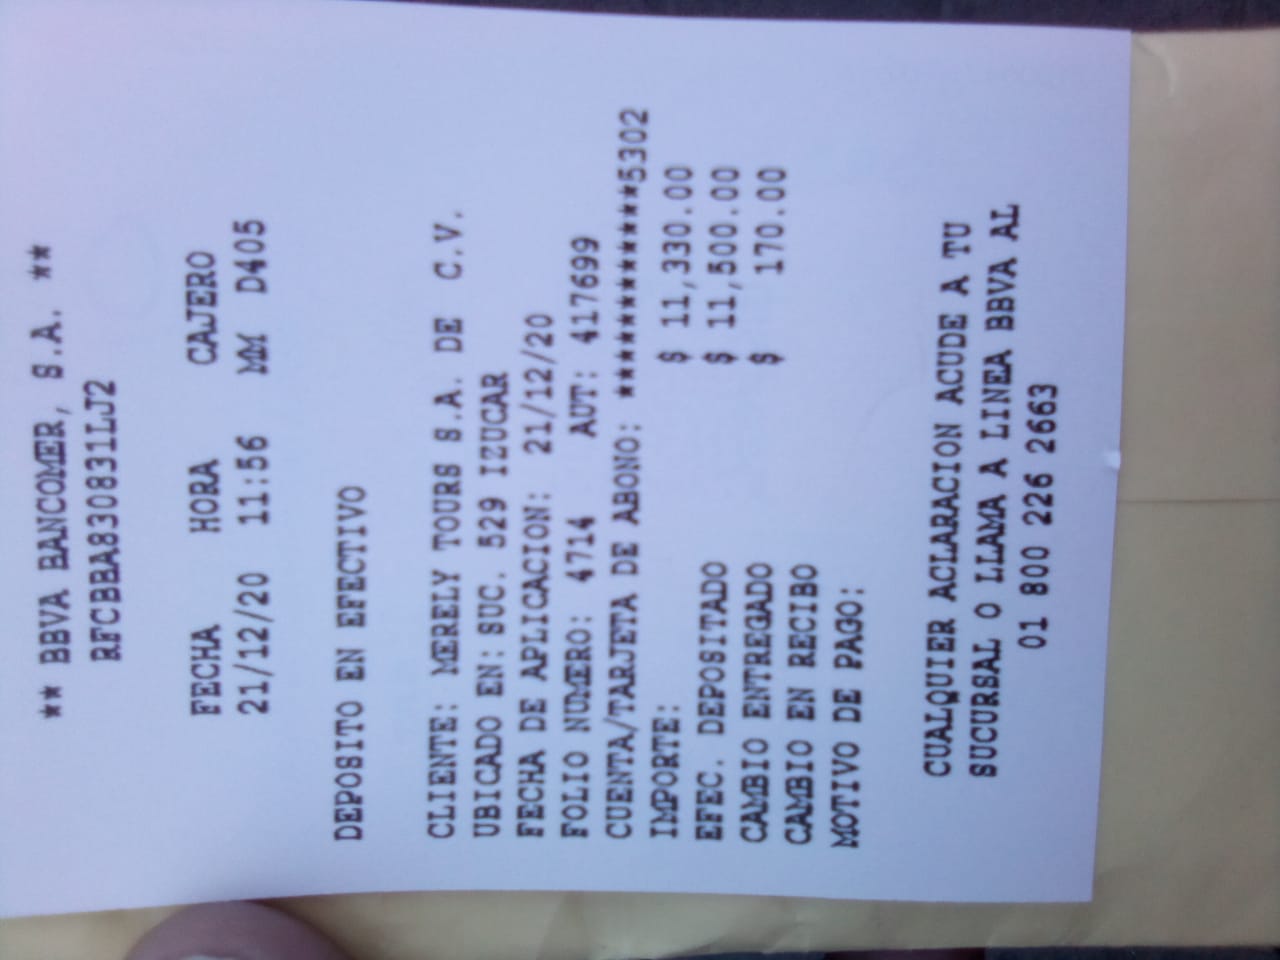 ** BBVA BANCOMER, S.A. **
RFCBBA830831LJ2
FECHA HORA CAJERO
21/12/20 11:56 MM D405
DEPOSITO EN EFECTIVO
CLIENTE: MERELY TOURS S.A. DE C.V.
UBICADO EN: SUC. 529 IZUCAR
FECHA DE APLICACION: 21/12/20
FOLIO NUMERO: 4714 AUT: 417699
CUENTA/TARJETA DE ABONO: **************5302
IMPORTE: $ 11,330.00
EFEC. DEPOSITADO $ 11,500.00
CAMBIO ENTREGADO $ 170.00
CAMBIO EN RECIBO
MOTIVO DE PAGO:
CUALQUIER ACLARACION ACUDE A TU
SUCURSAL O LLAMA A LINEA BBVA AL
01 800 226 2663